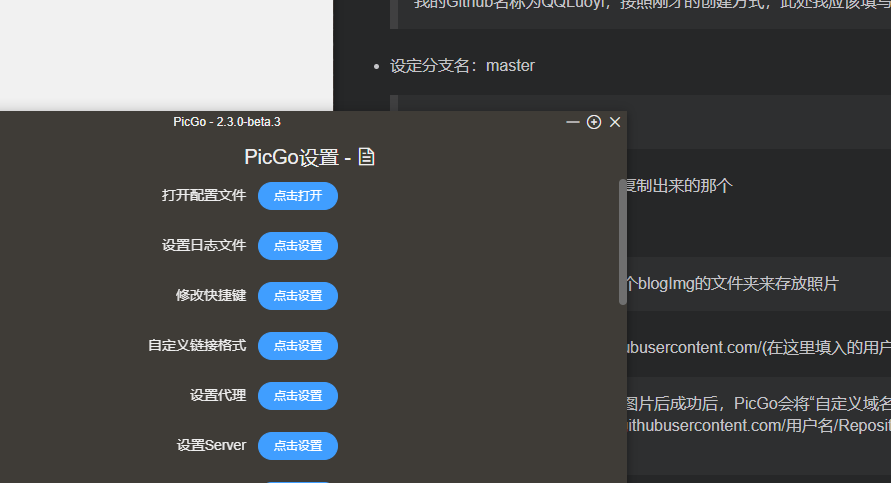 我的Github名称为QQLuoyi，按照刚才的创建方式，此处我应该填写
设定分支名：master
PicGo - 2.3.0-beta.3
PicGo设置 -
打开配置文件 点击打开
设置日志文件 点击设置
修改快捷键 点击设置
自定义链接格式 点击设置
设置代理 点击设置
设置Server 点击设置
复制出来的那个
个blogImg的文件夹来存放照片
ubusercontent.com/(在这里填入的用户
图片后成功后，PicGo会将“自定义域名
githubusercontent.com/用户名/Reposit